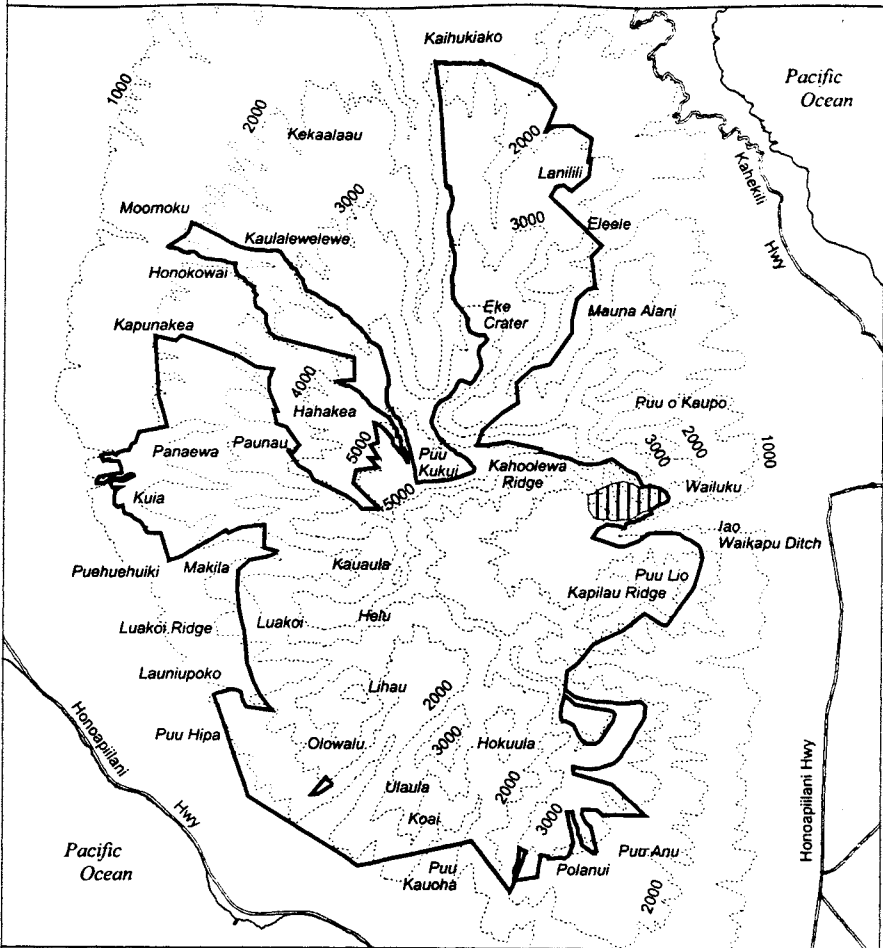 Kaihukiako
Pacific
Ocean
1000
2000
Kekaalaau
2000
Lanilili
Kahekili
Hwy
Moomoku
3000
Kaulalewelewe
3000
Eleele
Honokowai
Kapunakea
Eke
Crater
Mauna Alani
4000
Hahakea
Puu o Kaupo
Panaewa
Paunau
5000
Puu
Kukui
Kahoolewa
Ridge
3000
2000
1000
Kuia
5000
Wailuku
Iao
Waikapu Ditch
Puehuehuiki
Makila
Kauaula
Puu Lio
Kapilau Ridge
Luakoi Ridge
Luakoi
Helu
Launiupoko
Lihau
2000
Puu Hipa
Honoapiilani
Hwy
Olowalu
3000
Hokuula
Ulaula
2000
Koai
3000
Honoapiilani Hwy
Pacific
Ocean
Puu
Kauoha
Polanui
Puu Anu
2000